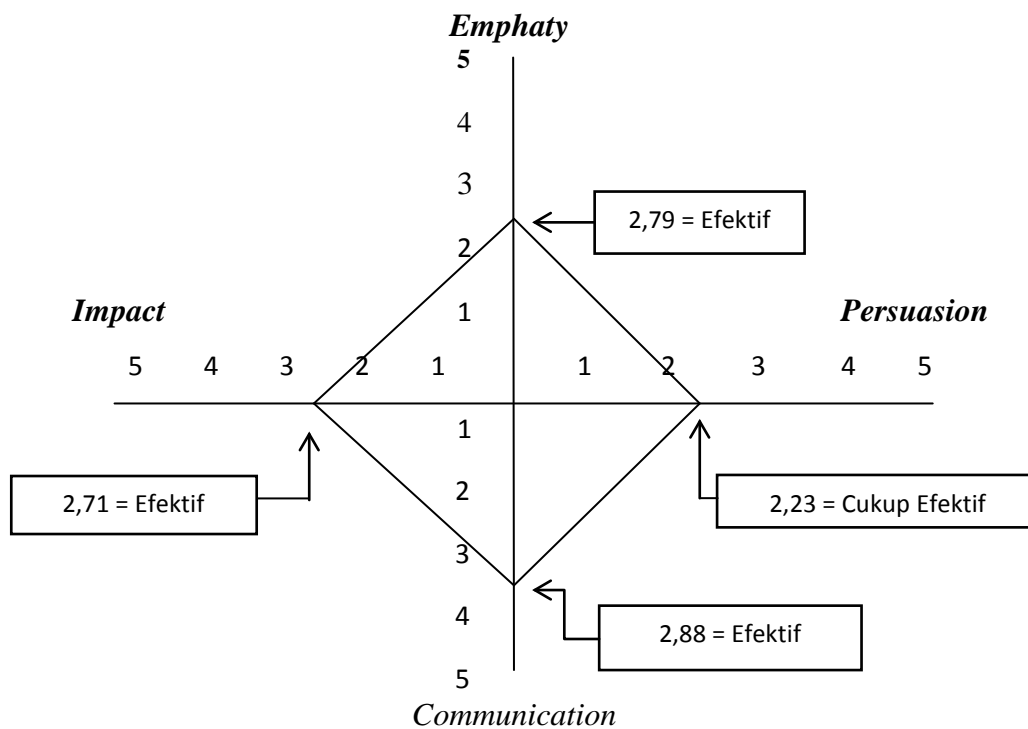 Emphaty
5
4
3
2,79 = Efektif
2
1
Impact
Persuasion
5 4 3 2 1 1 2 3 4 5
1
2
2,71 = Efektif
2,23 = Cukup Efektif
3
4
2,88 = Efektif
5
Communication